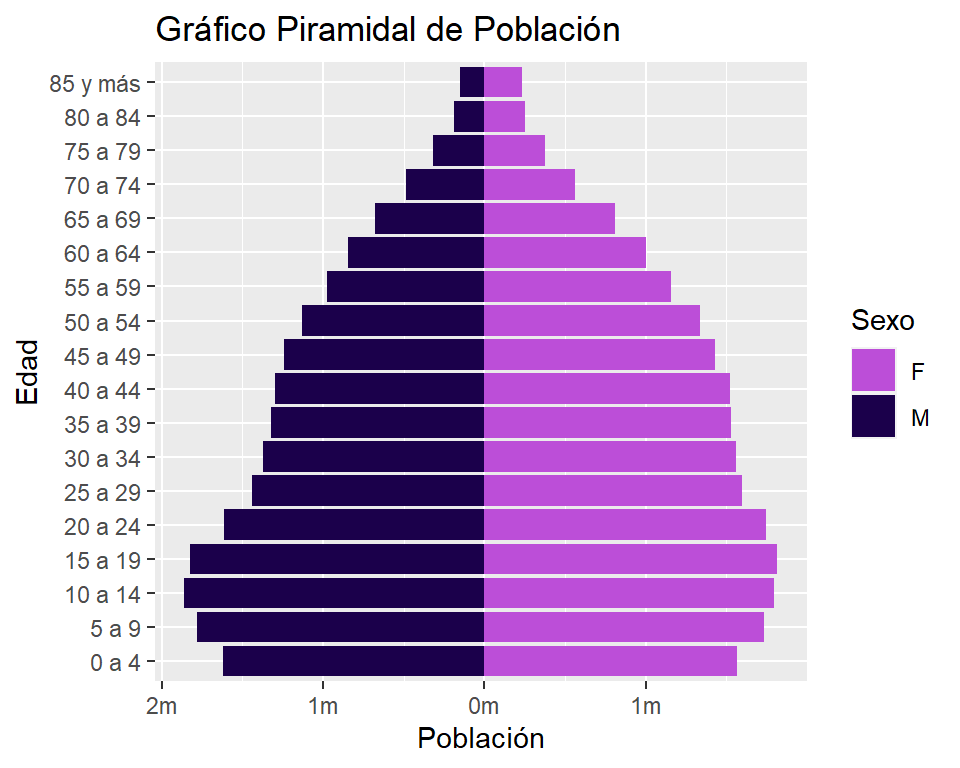 Gráfico Piramidal de Población
85 y más
80 a 84
75 a 79
70 a 74
65 a 69
60 a 64
55 a 59
50 a 54
45 a 49
40 a 44
35 a 39
30 a 34
25 a 29
20 a 24
15 a 19
10 a 14
5 a 9
0 a 4
Edad
2m 1m 0m 1m
Población
Sexo
F
M